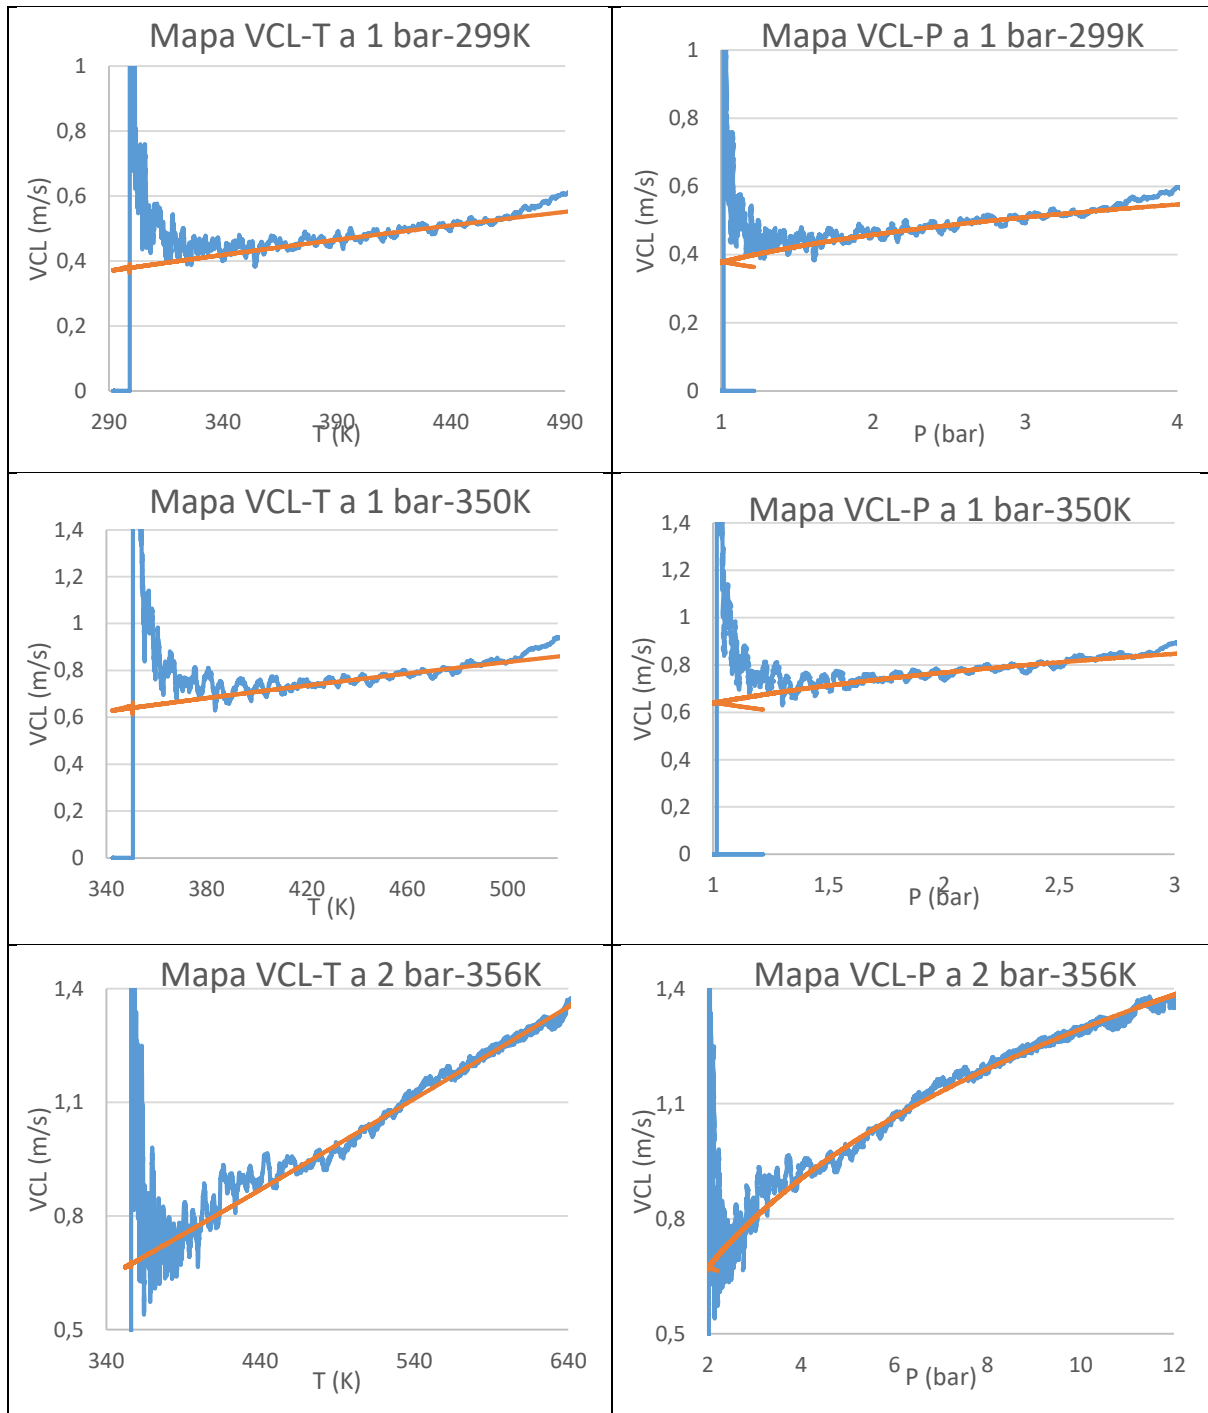 Mapa VCL-T a 1 bar-299K
VCL (m/s)
1
0,8
0,6
0,4
0,2
0
290 340 390 440 490
T (K)
Mapa VCL-P a 1 bar-299K
VCL (m/s)
1
0,8
0,6
0,4
0,2
0
1 2 3 4
P (bar)
Mapa VCL-T a 1 bar-350K
VCL (m/s)
1,4
1,2
1
0,8
0,6
0,4
0,2
0
340 380 420 460 500
T (K)
Mapa VCL-P a 1 bar-350K
VCL (m/s)
1,4
1,2
1
0,8
0,6
0,4
0,2
0
1 1,5 2 2,5 3
P (bar)
Mapa VCL-T a 2 bar-356K
VCL (m/s)
1,4
1,1
0,8
0,5
340 440 540 640
T (K)
Mapa VCL-P a 2 bar-356K
VCL (m/s)
1,4
1,1
0,8
0,5
2 4 6 8 10 12
P (bar)